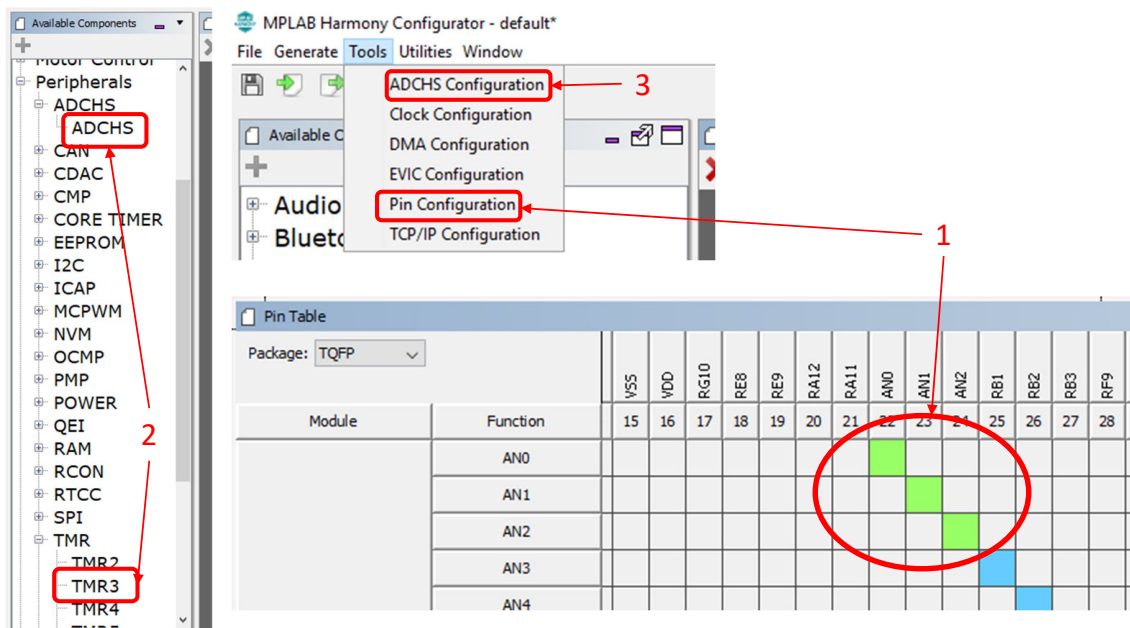 Available Components
Motor Control
Peripherals
ADCHS
ADCHS
CAN
CDAC
CMP
CORE TIMER
EEPROM
I2C
ICAP
MCPWM
NVM
OCMP
PMP
POWER
QEI
RAM
RCON
RTCC
SPI
TMR
TMR2
TMR3
TMR4
2
MPLAB Harmony Configurator - default*
File Generate Tools Utilities Window
ADCHS Configuration
3
Clock Configuration
DMA Configuration
EVIC Configuration
Pin Configuration
TCP/IP Configuration
Available C
Audio
Blueto
1
Pin Table
Package: TQFP
VSS VDD RG10 RE8 RE9 RA12 RA11 AN0 AN1 AN2 RB1 RB2 RB3 RF9
Module Function 15 16 17 18 19 20 21 22 23 24 25 26 27 28
AN0
AN1
AN2
AN3
AN4